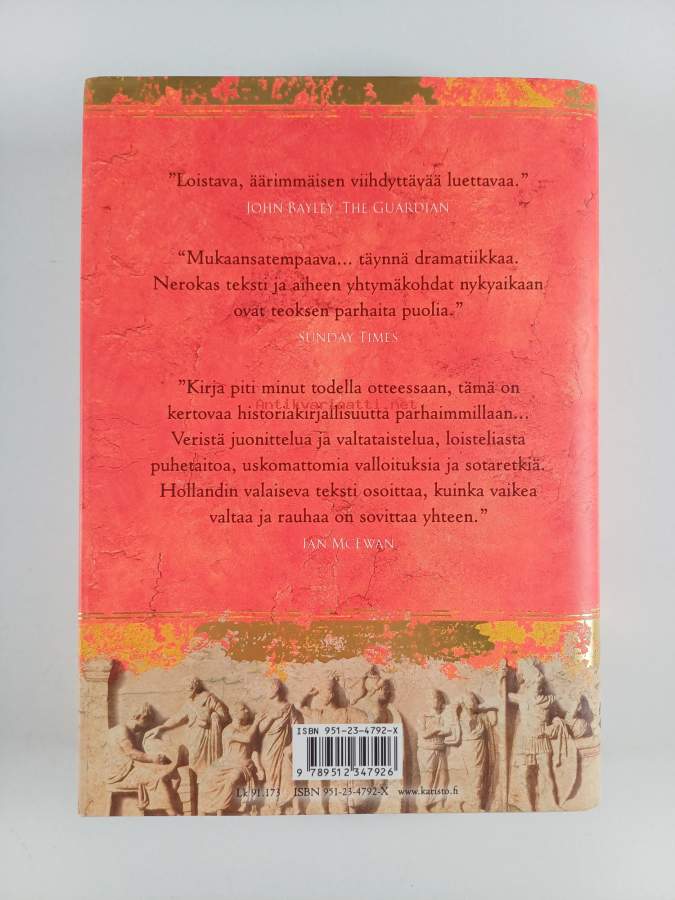 ”Loistava, äärimmäisen viihdyttävää luettavaa.”
John Bayley, The Guardian
“Mukaansatempaava... täynnä dramatiikkaa.
Nerokas teksti ja aiheen yhtymäkohdat nykyaikaan
ovat teoksen parhaita puolia.”
Sunday Times
”Kirja piti minut todella otteessaan, tämä on
Antikvariaatti.net
kertovaa historiakirjallisuutta parhaimmillaan...
Veristä juonittelua ja valtataistelua, loisteliasta
puhetaitoa, uskomattomia valloituksia ja sotaretkiä.
Hollandin valaiseva teksti osoittaa, kuinka vaikea
valtaa ja rauhaa on sovittaa yhteen.”
Ian McEwan
ISBN 951-23-4792-X
9 789512 347926
Lk 91.173 ISBN 951-23-4792-X www.karisto.fi